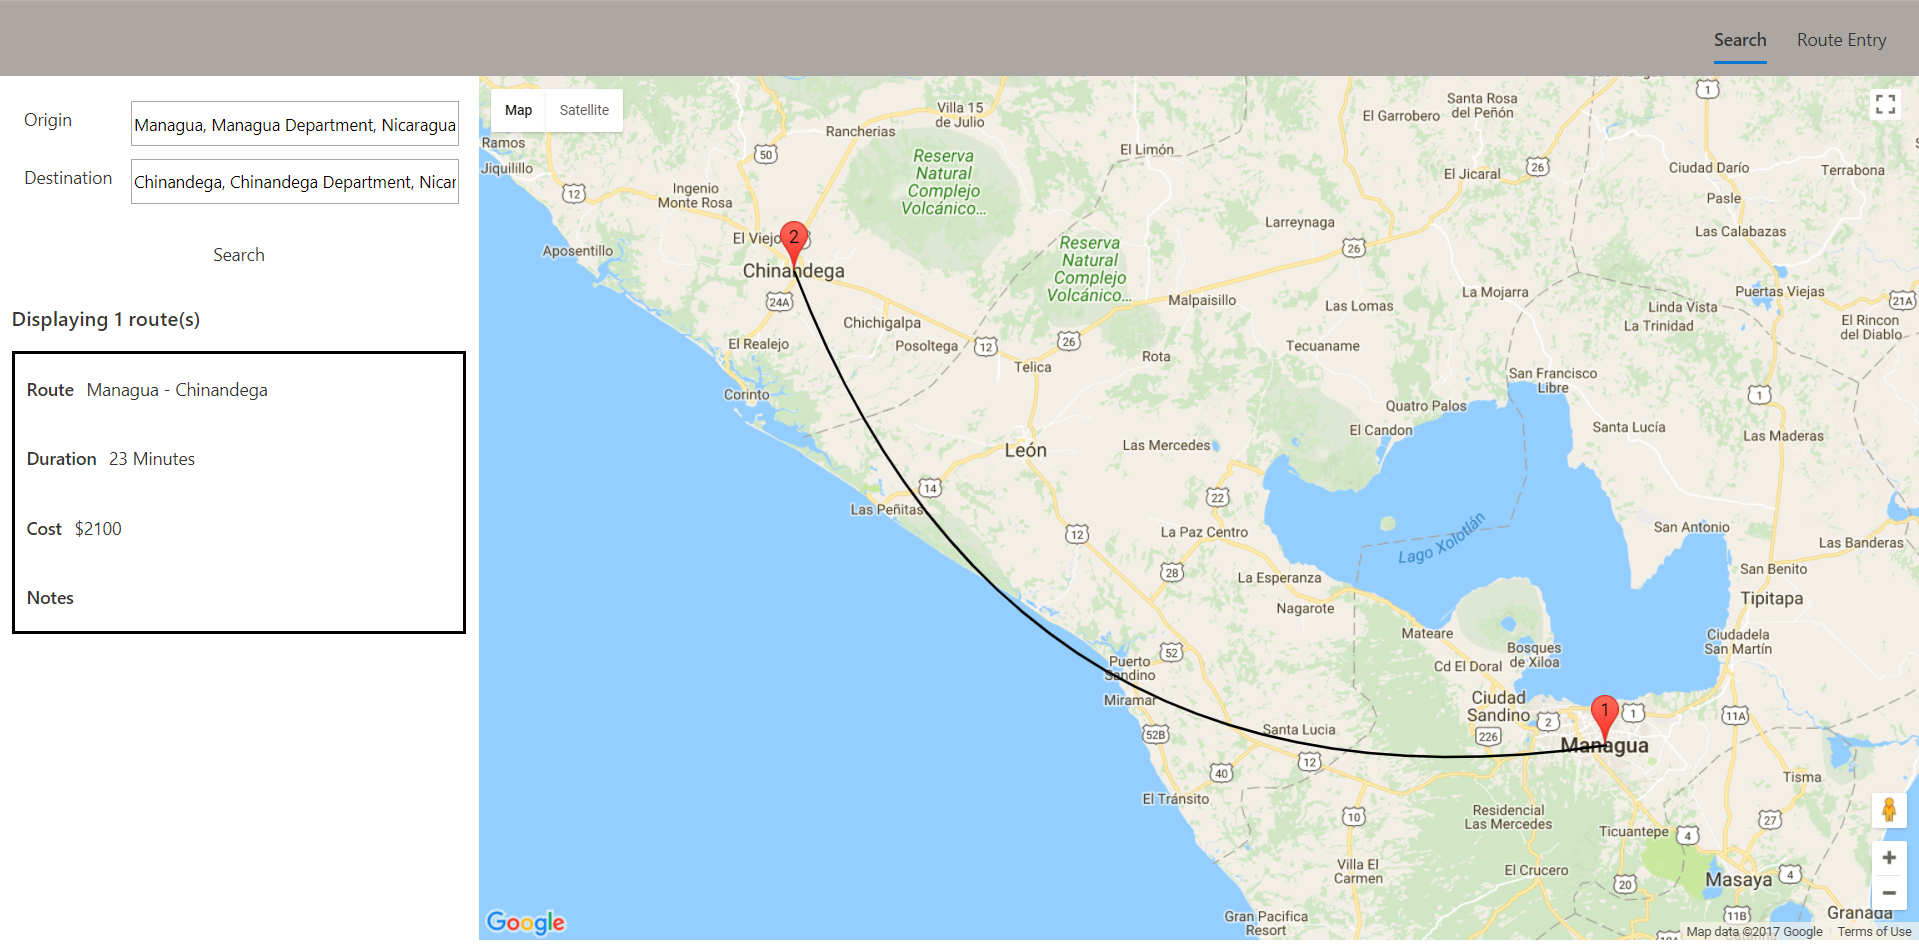 Search
Route Entry
Origin
Managua, Managua Department, Nicaragua
Destination
Chinandega, Chinandega Department, Nicar
Search
Displaying 1 route(s)
Route Managua - Chinandega
Duration 23 Minutes
Cost $2100
Notes
Map
Satellite
Ramos
Jiquilillo
12
50
Rancherias
Villa 15
de Julio
Ingenio
Monte Rosa
Aposentillo
El Viejo
2
Chinandega
24A
Reserva
Natural
Complejo
Volcánico...
Reserva
Natural
Complejo
Volcánico...
El Limón
El Garrobero
Santa Rosa
del Peñón
1
El Jicaral
26
Ciudad Darío
Terrabona
Pasle
Las Calabazas
Larreynaga
26
Malpaisillo
Las Lomas
La Mojarra
Puertas Viejas
21A
Linda Vista
La Trinidad
El Rincon
del Diablo
Chichigalpa
Posoltega
12
26
El Realejo
Telica
Rota
Tecuaname
Corinto
San Francisco
Libre
1
Quatro Palos
El Candon
Santa Lucía
Las Maderas
León
Las Mercedes
14
Las Peñitas
22
12
La Paz Centro
Lago Xolotlán
San Antonio
Las Banderas
28
La Esperanza
Nagarote
San Benito
Tipitapa
Mateare
Ciudadela
San Martín
52
Puerto
Sandino
Miramar
Cd El Doral
Bosques
de Xiloa
Ciudad
Sandino
2
1
1
11A
226
Managua
52B
Santa Lucia
12
40
El Tránsito
10
Residencial
Las Mercedes
Tisma
27
Ticuantepe
4
Villa El
Carmen
El Crucero
20
Masaya
4
11B
Granada
Gran Pacifica
Resort
Google
Map data ©2017 Google
Terms of Use